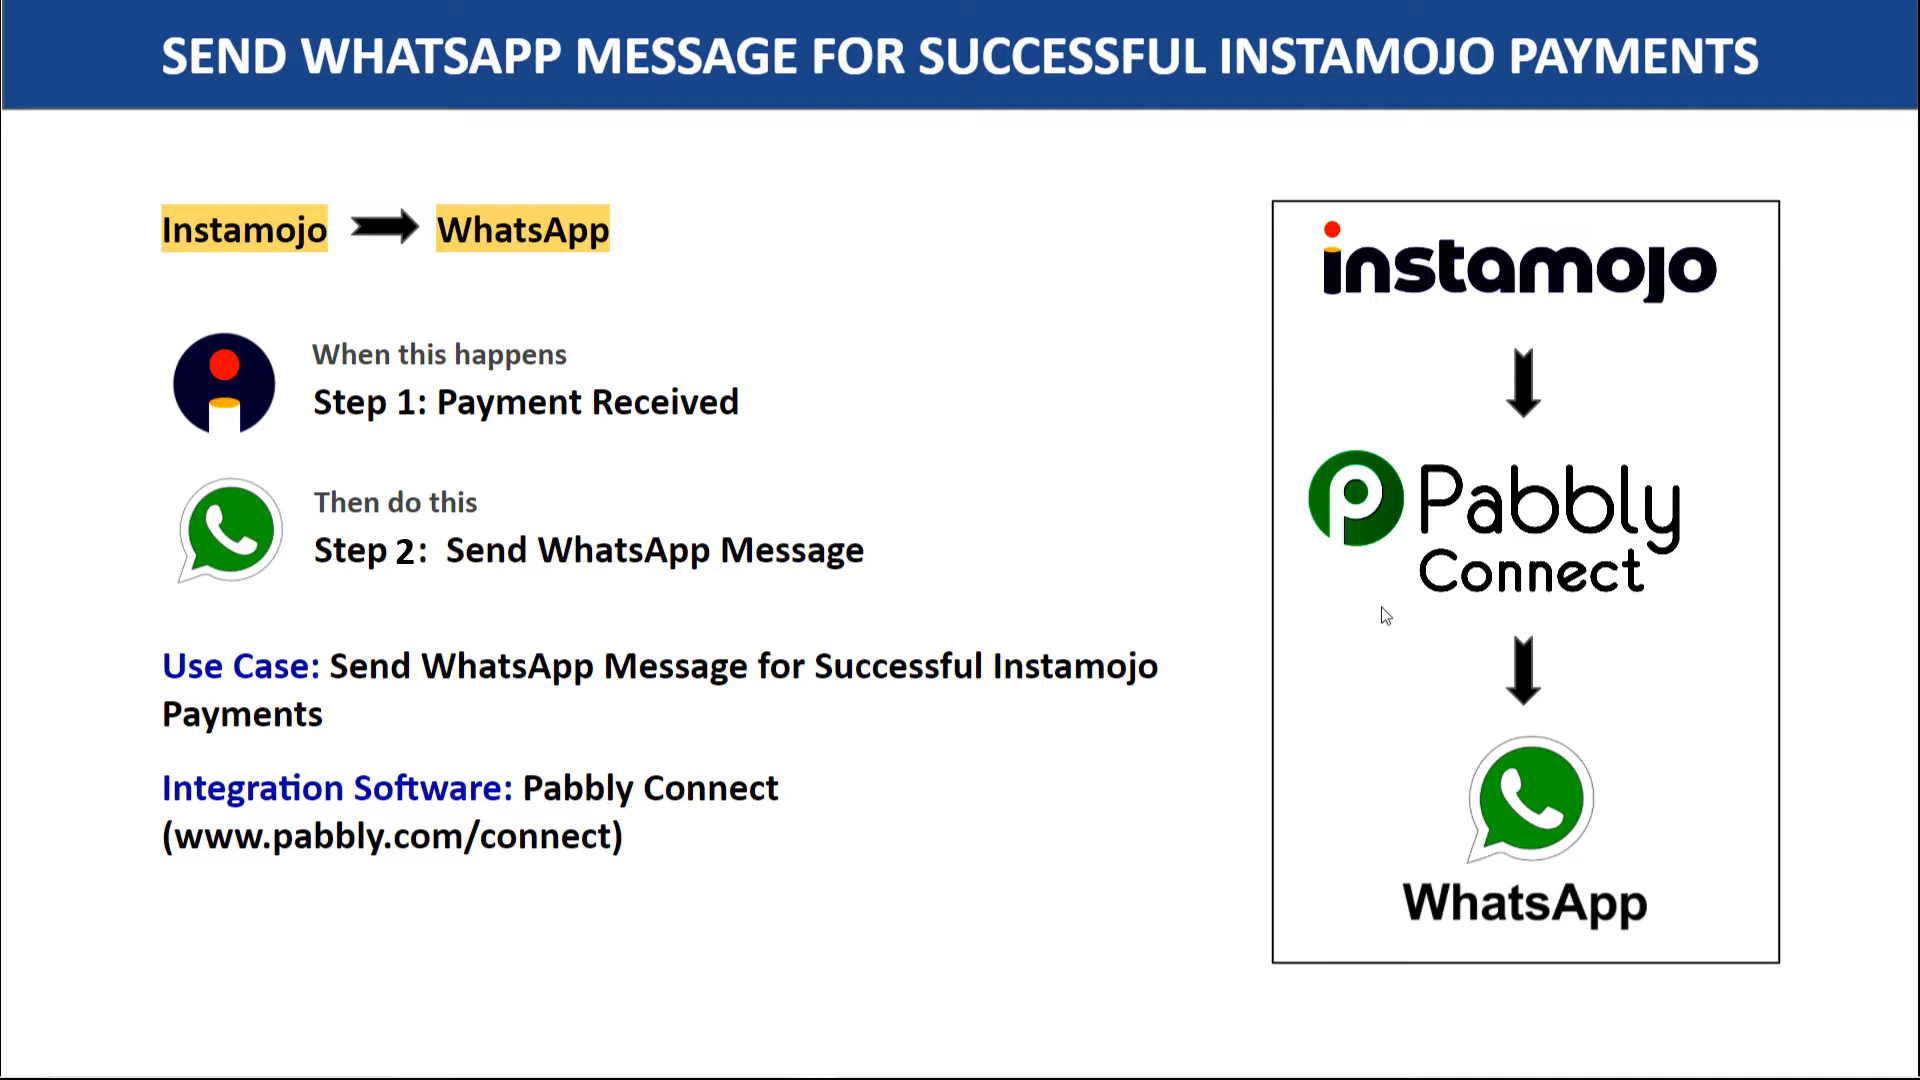 SEND WHATSAPP MESSAGE FOR SUCCESSFUL INSTAMOJO PAYMENTS
Instamojo WhatsApp
When this happens
Step 1: Payment Received
Then do this
Step 2: Send WhatsApp Message
Use Case: Send WhatsApp Message for Successful Instamojo
Payments
Integration Software: Pabbly Connect
(www.pabbly.com/connect)
instamojo
Pabbly
Connect
WhatsApp